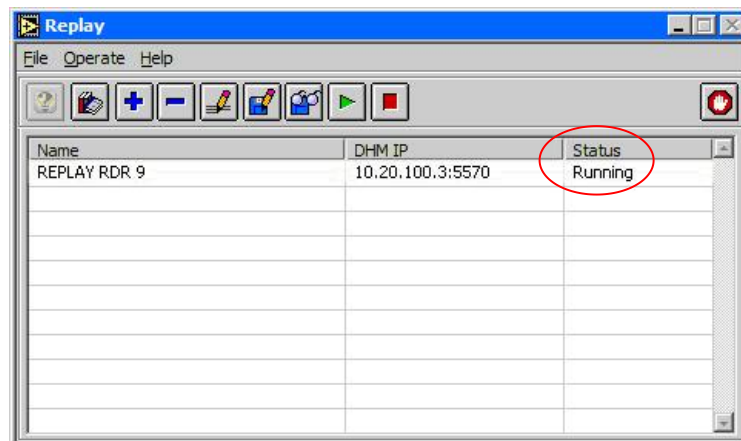 Replay
File Operate Help
Name DHM IP Status
REPLAY RDR 9 10.20.100.3:5570 Running